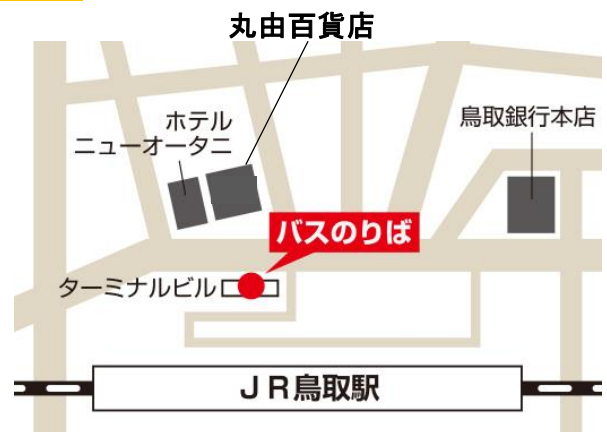 丸由百貨店
ホテル
ニューオータニ
鳥取銀行本店
バスのりば
ターミナルビル
JR鳥取駅